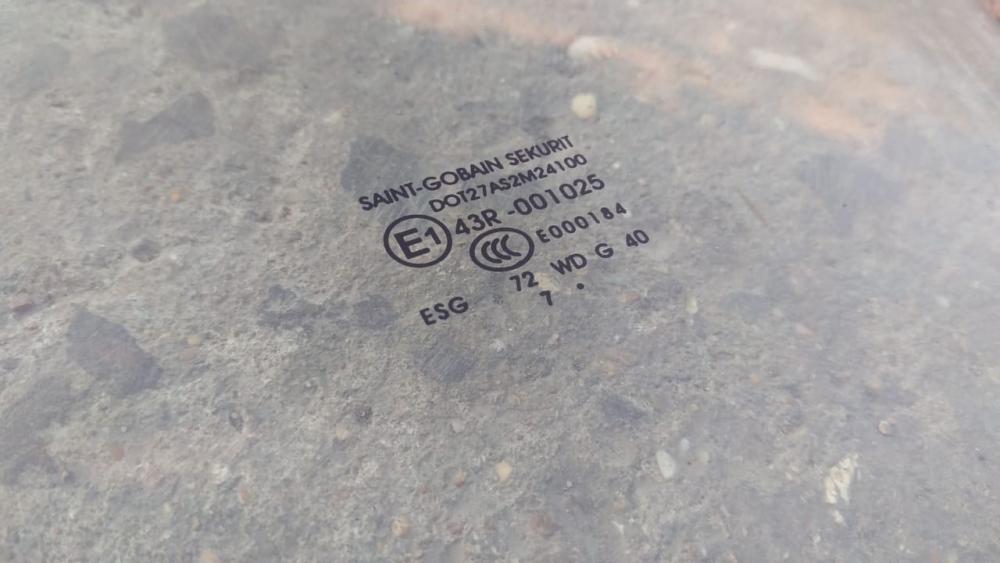 SAINT-GOBAIN SEKURIT
DOT27AS2M24100
E1 43R -001025
CCC E000184
ESG 72 WD G 40
7 .